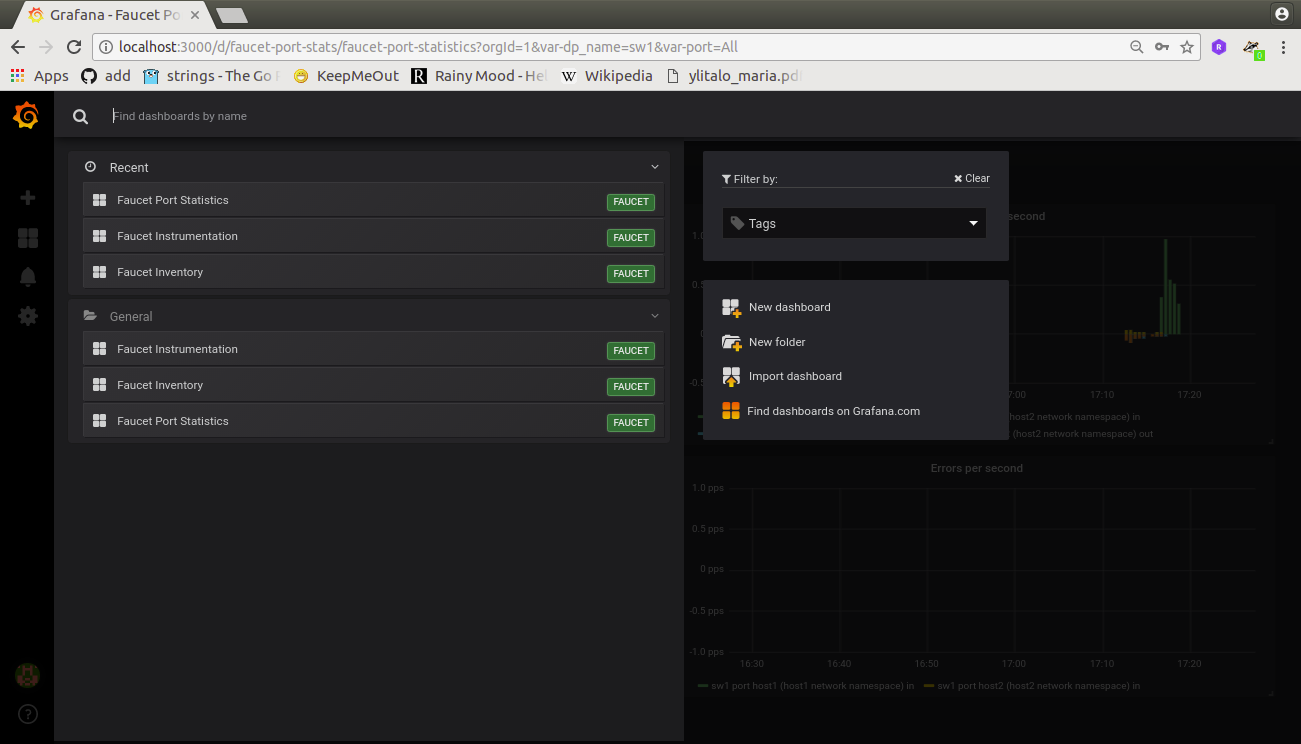 Grafana - Faucet Po
localhost:3000/d/faucet-port-stats/faucet-port-statistics?orgId=1&var-dp_name=sw1&var-port=All
R
0
Apps add strings - The Go KeepMeOut R Rainy Mood - Hel W Wikipedia ylitalo_maria.pdf
Find dashboards by name
Recent
Faucet Port Statistics FAUCET
Faucet Instrumentation FAUCET
Faucet Inventory FAUCET
General
Faucet Instrumentation FAUCET
Faucet Inventory FAUCET
Faucet Port Statistics FAUCET
Filter by: Clear
Tags
New dashboard
New folder
Import dashboard
Find dashboards on Grafana.com
second
1.0
0.5
0
-0.5
17:00 17:10 17:20
(host2 network namespace) in
(host2 network namespace) out
Errors per second
1.0 pps
0.5 pps
0 pps
-0.5 pps
-1.0 pps
16:30 16:40 16:50 17:00 17:10 17:20
sw1 port host1 (host1 network namespace) in sw1 port host2 (host2 network namespace) in
?